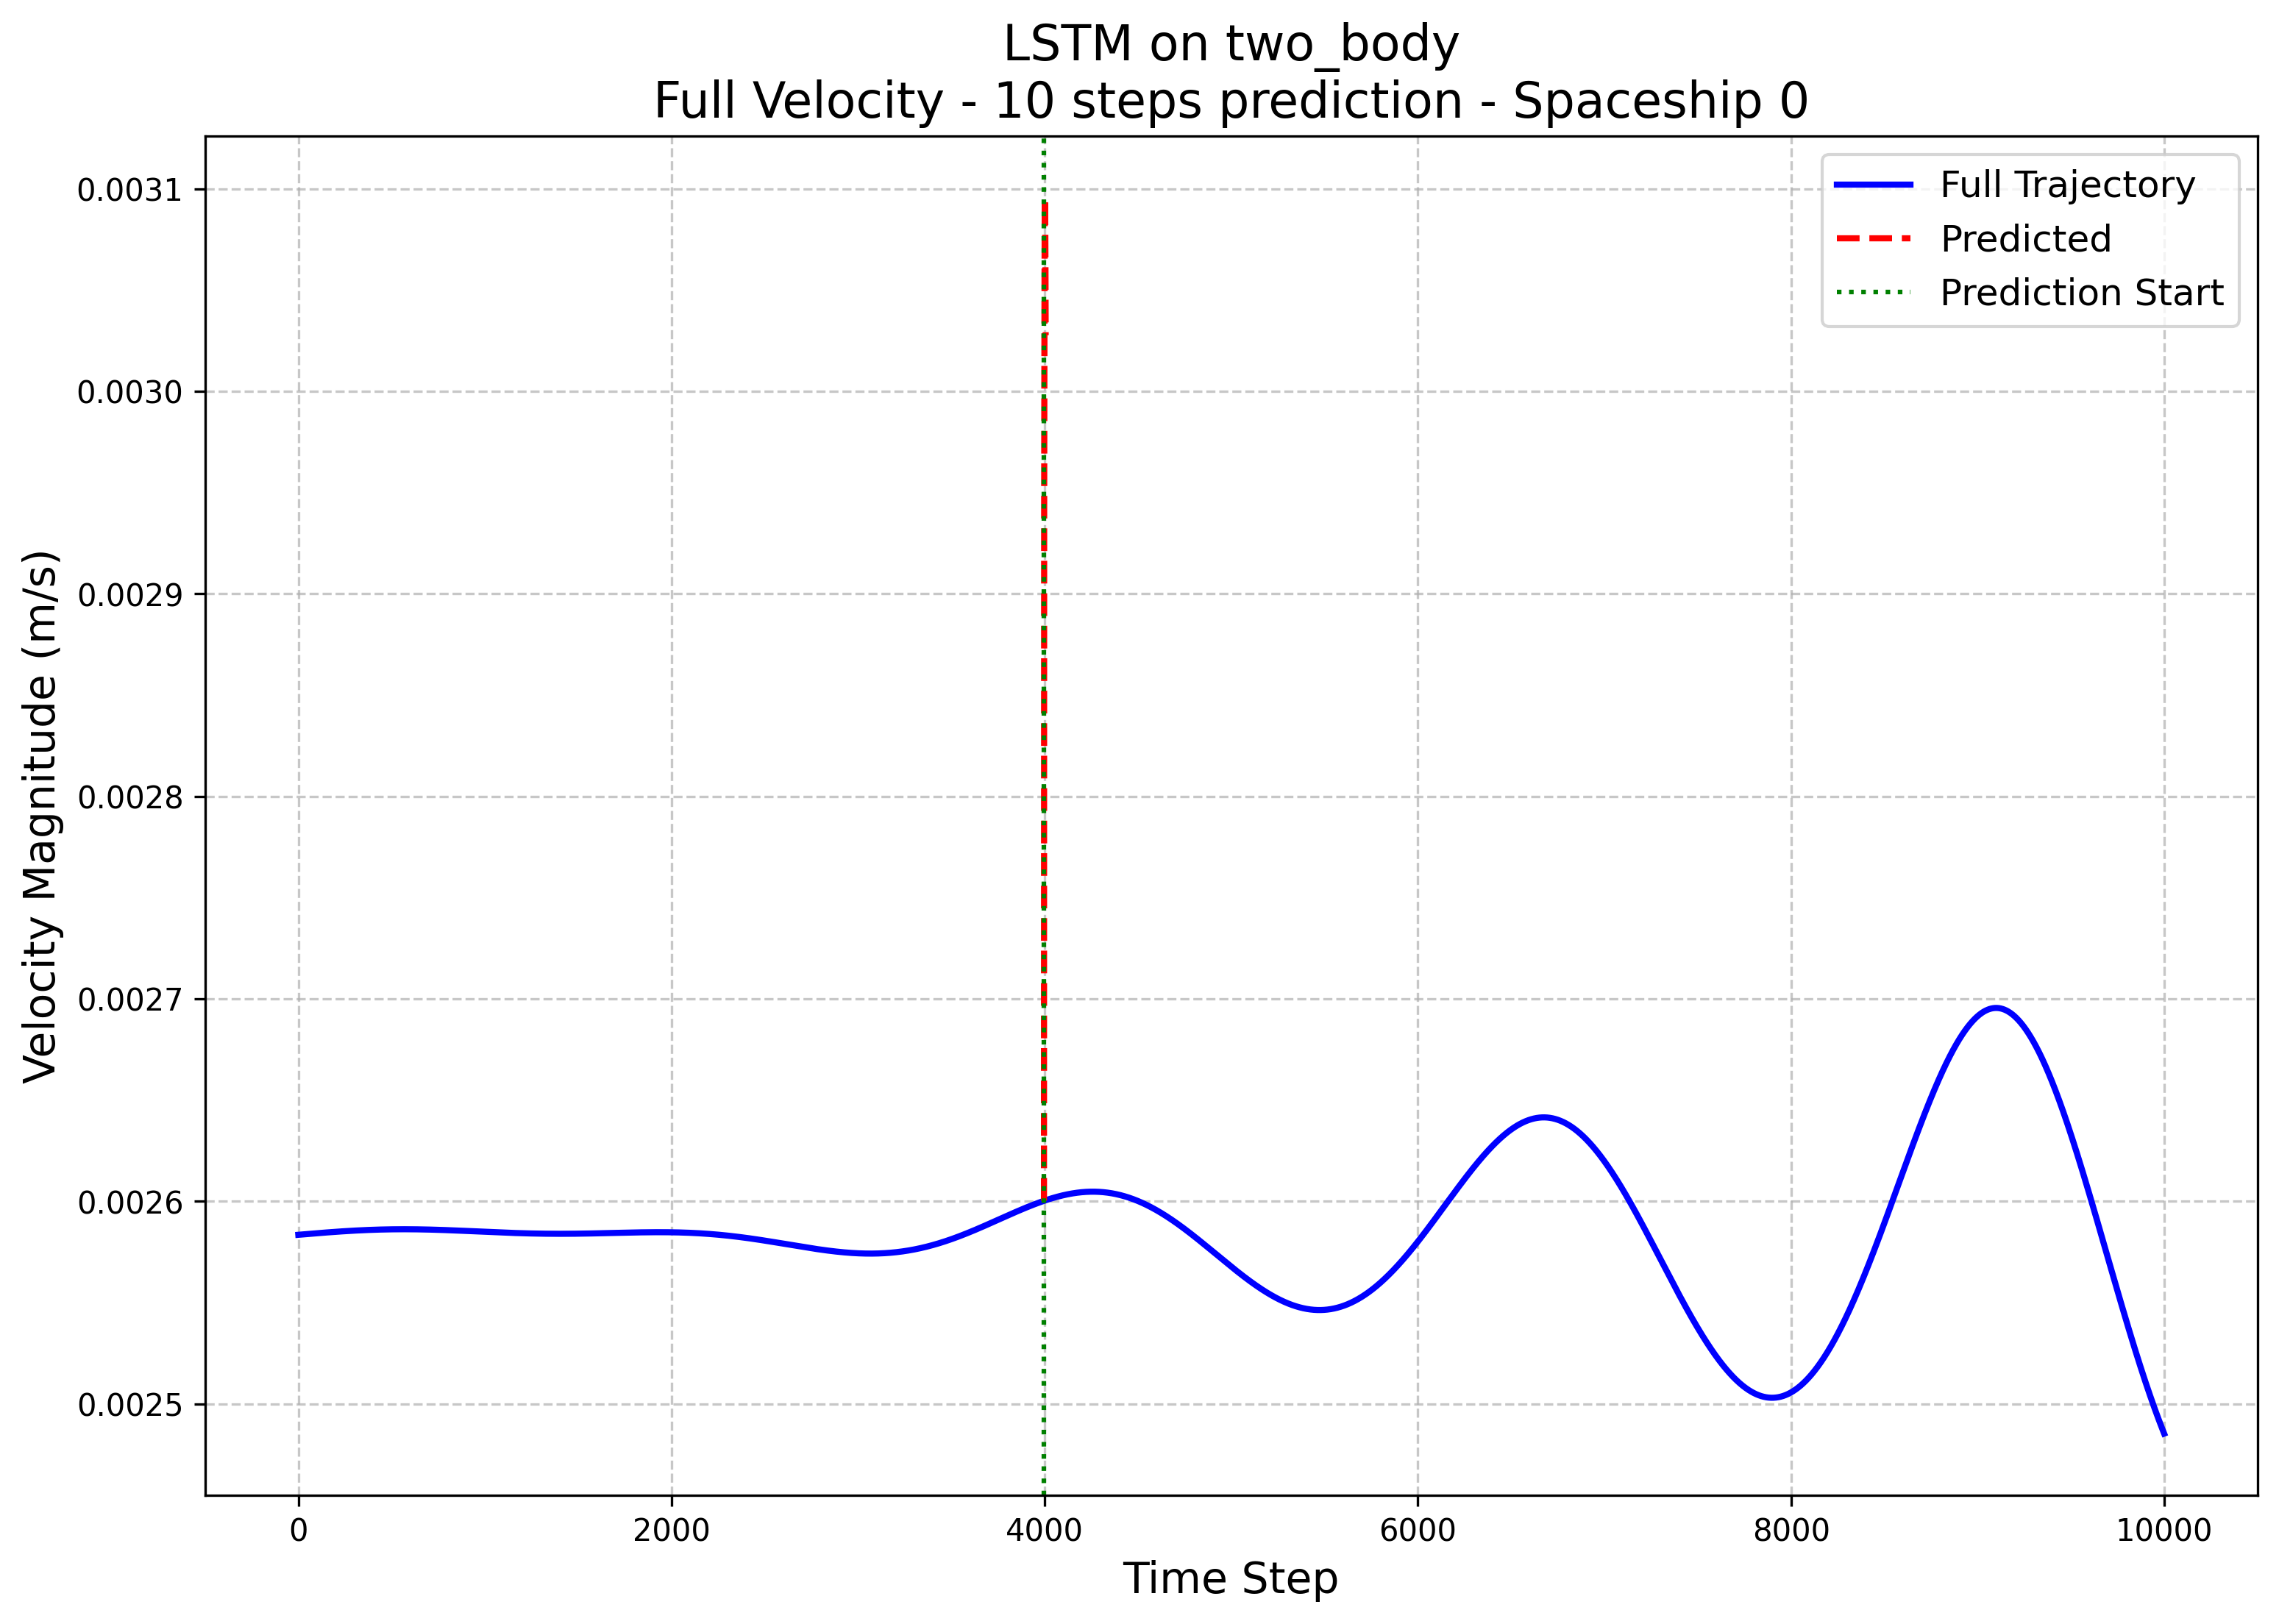 LSTM on two_body
Full Velocity - 10 steps prediction - Spaceship 0
Full Trajectory
Predicted
Prediction Start
Velocity Magnitude (m/s)
0.0031
0.0030
0.0029
0.0028
0.0027
0.0026
0.0025
0
2000
4000
6000
8000
10000
Time Step